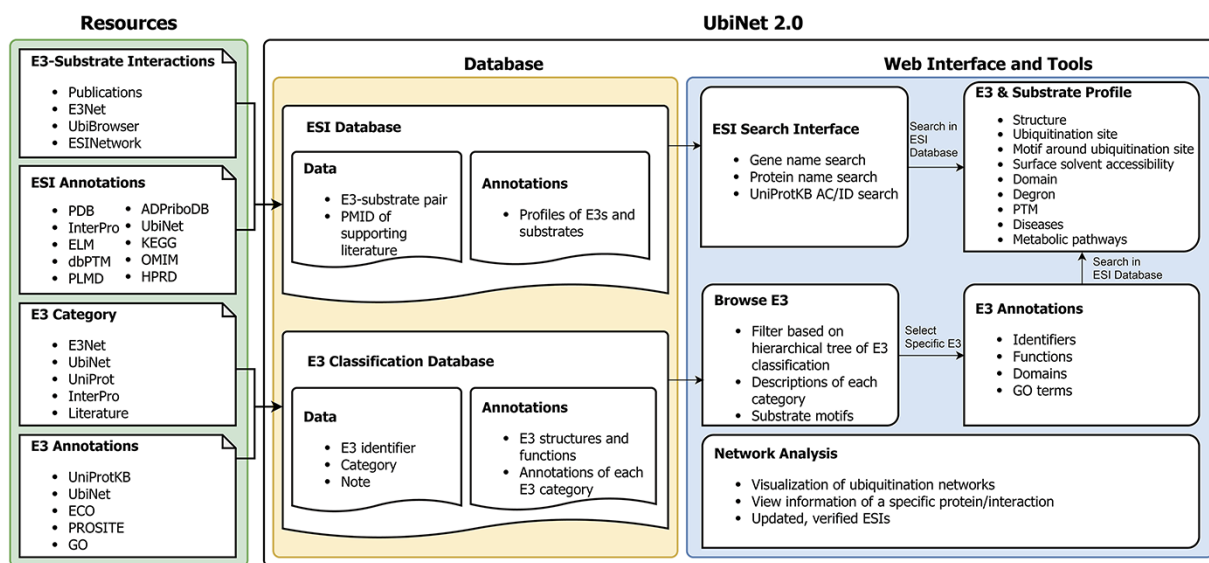 Resources
E3-Substrate Interactions
• Publications
• E3Net
• UbiBrowser
• ESINetwork
ESI Annotations
• PDB
• InterPro
• ELM
• dbPTM
• PLMD
• ADPriboDB
• UbiNet
• KEGG
• OMIM
• HPRD
E3 Category
• E3Net
• UbiNet
• UniProt
• InterPro
• Literature
E3 Annotations
• UniProtKB
• UbiNet
• ECO
• PROSITE
• GO
UbiNet 2.0
Database
ESI Database
Data
• E3-substrate pair
• PMID of
supporting
literature
Annotations
• Profiles of E3s and
substrates
E3 Classification Database
Data
• E3 identifier
• Category
• Note
Annotations
• E3 structures and
functions
• Annotations of each
E3 category
Web Interface and Tools
ESI Search Interface
• Gene name search
• Protein name search
• UniProtKB AC/ID search
Search in
ESI
Database
E3 & Substrate Profile
• Structure
• Ubiquitination site
• Motif around ubiquitination site
• Surface solvent accessibility
• Domain
• Degron
• PTM
• Diseases
• Metabolic pathways
Search in
ESI Database
Browse E3
• Filter based on
hierarchical tree of E3
classification
• Descriptions of each
category
• Substrate motifs
Select
Specific E3
E3 Annotations
• Identifiers
• Functions
• Domains
• GO terms
Network Analysis
• Visualization of ubiquitination networks
• View information of a specific protein/interaction
• Updated, verified ESIs